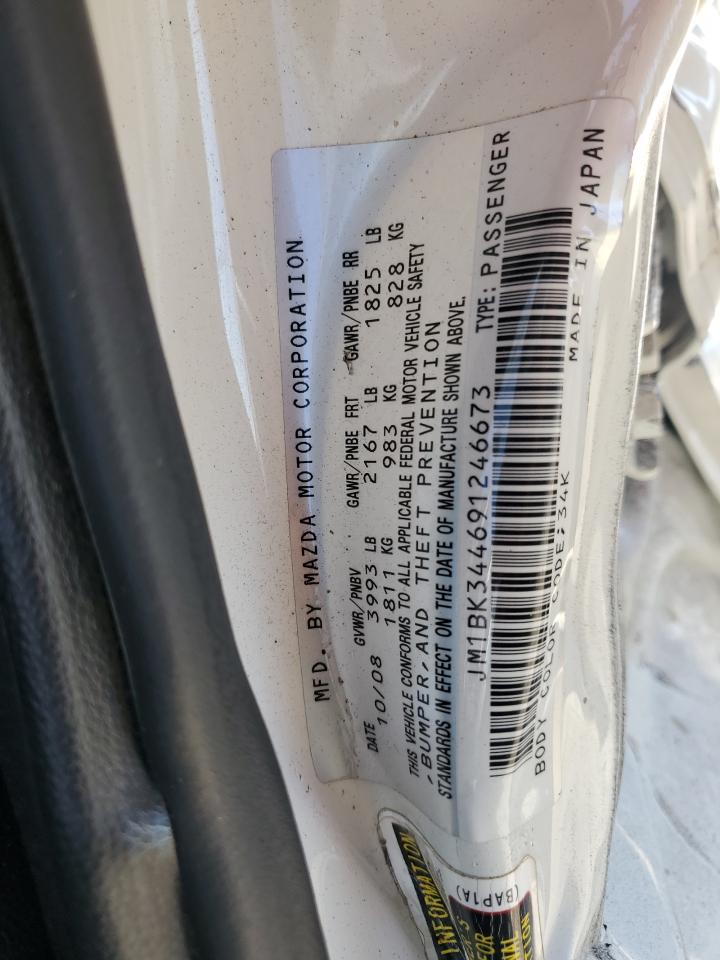 MFD. BY MAZDA MOTOR CORPORATION
DATE GVWR/PNBV GAWR/PNBE FRT GAWR/PNBE RR
10/08 3993 LB 2167 LB 1825 LB
1811 KG 983 KG 828 KG
THIS VEHICLE CONFORMS TO ALL APPLICABLE FEDERAL MOTOR VEHICLE SAFETY
,BUMPER,AND THEFT PREVENTION
STANDARDS IN EFFECT ON THE DATE OF MANUFACTURE SHOWN ABOVE.
JM1BK344691246673 TYPE: PASSENGER
BODY COLOR CODE:34K MADE IN JAPAN
INFORMATION
(BAP1A)